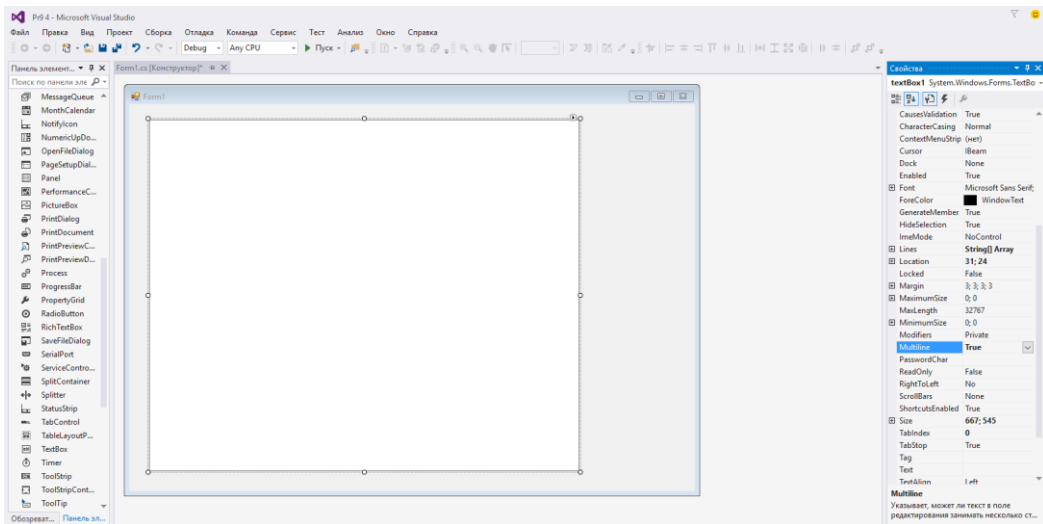 Pr9 4 - Microsoft Visual Studio
Файл Правка Вид Проект Сборка Отладка Команда Сервис Тест Анализ Окно Справка
Debug Any CPU Пуск
Панель элемент...
Поиск по панели эле
MessageQueue
MonthCalendar
NotifyIcon
NumericUpDo...
OpenFileDialog
PageSetupDial...
Panel
PerformanceC...
PictureBox
PrintDialog
PrintDocument
PrintPreviewC...
PrintPreviewD...
Process
ProgressBar
PropertyGrid
RadioButton
RichTextBox
SaveFileDialog
SerialPort
ServiceContro...
SplitContainer
Splitter
StatusStrip
TabControl
TableLayoutP...
TextBox
Timer
ToolStrip
ToolStripCont...
ToolTip
Обозреват... Панель эл...
Form1.cs [Конструктор]*
Form1
Свойства
textBox1 System.Windows.Forms.TextBo
CausesValidation True
CharacterCasing Normal
ContextMenuStrip (нет)
Cursor IBeam
Dock None
Enabled True
Font Microsoft Sans Serif;
ForeColor WindowText
GenerateMember True
HideSelection True
ImeMode NoControl
Lines String[] Array
Location 31; 24
Locked False
Margin 3; 3; 3; 3
MaximumSize 0; 0
MaxLength 32767
MinimumSize 0; 0
Modifiers Private
Multiline True
PasswordChar
ReadOnly False
RightToLeft No
ScrollBars None
ShortcutsEnabled True
Size 667; 545
TabIndex 0
TabStop True
Tag
Text
TextAlign Left
Multiline
Указывает, может ли текст в поле
редактирования занимать несколько ст...